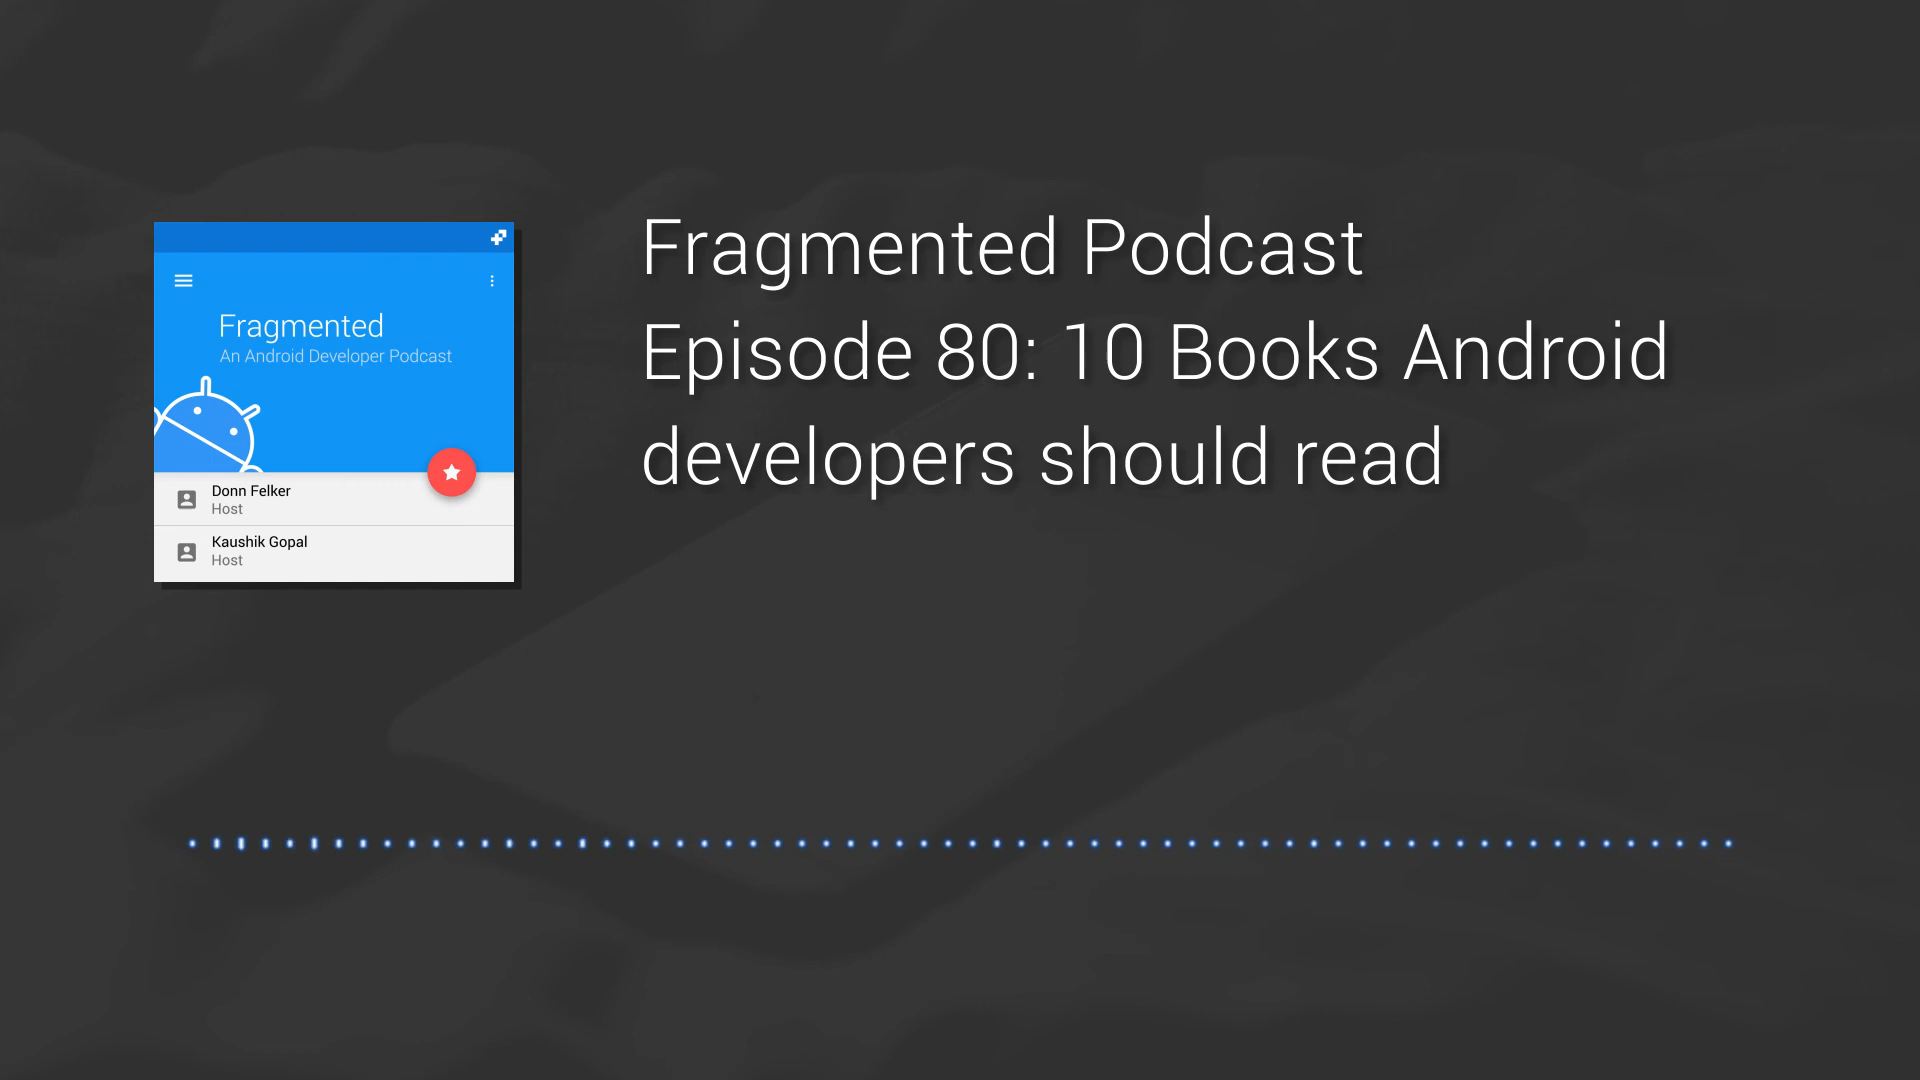 Fragmented
An Android Developer Podcast
Donn Felker
Host
Kaushik Gopal
Host
Fragmented Podcast
Episode 80: 10 Books Android
developers should read